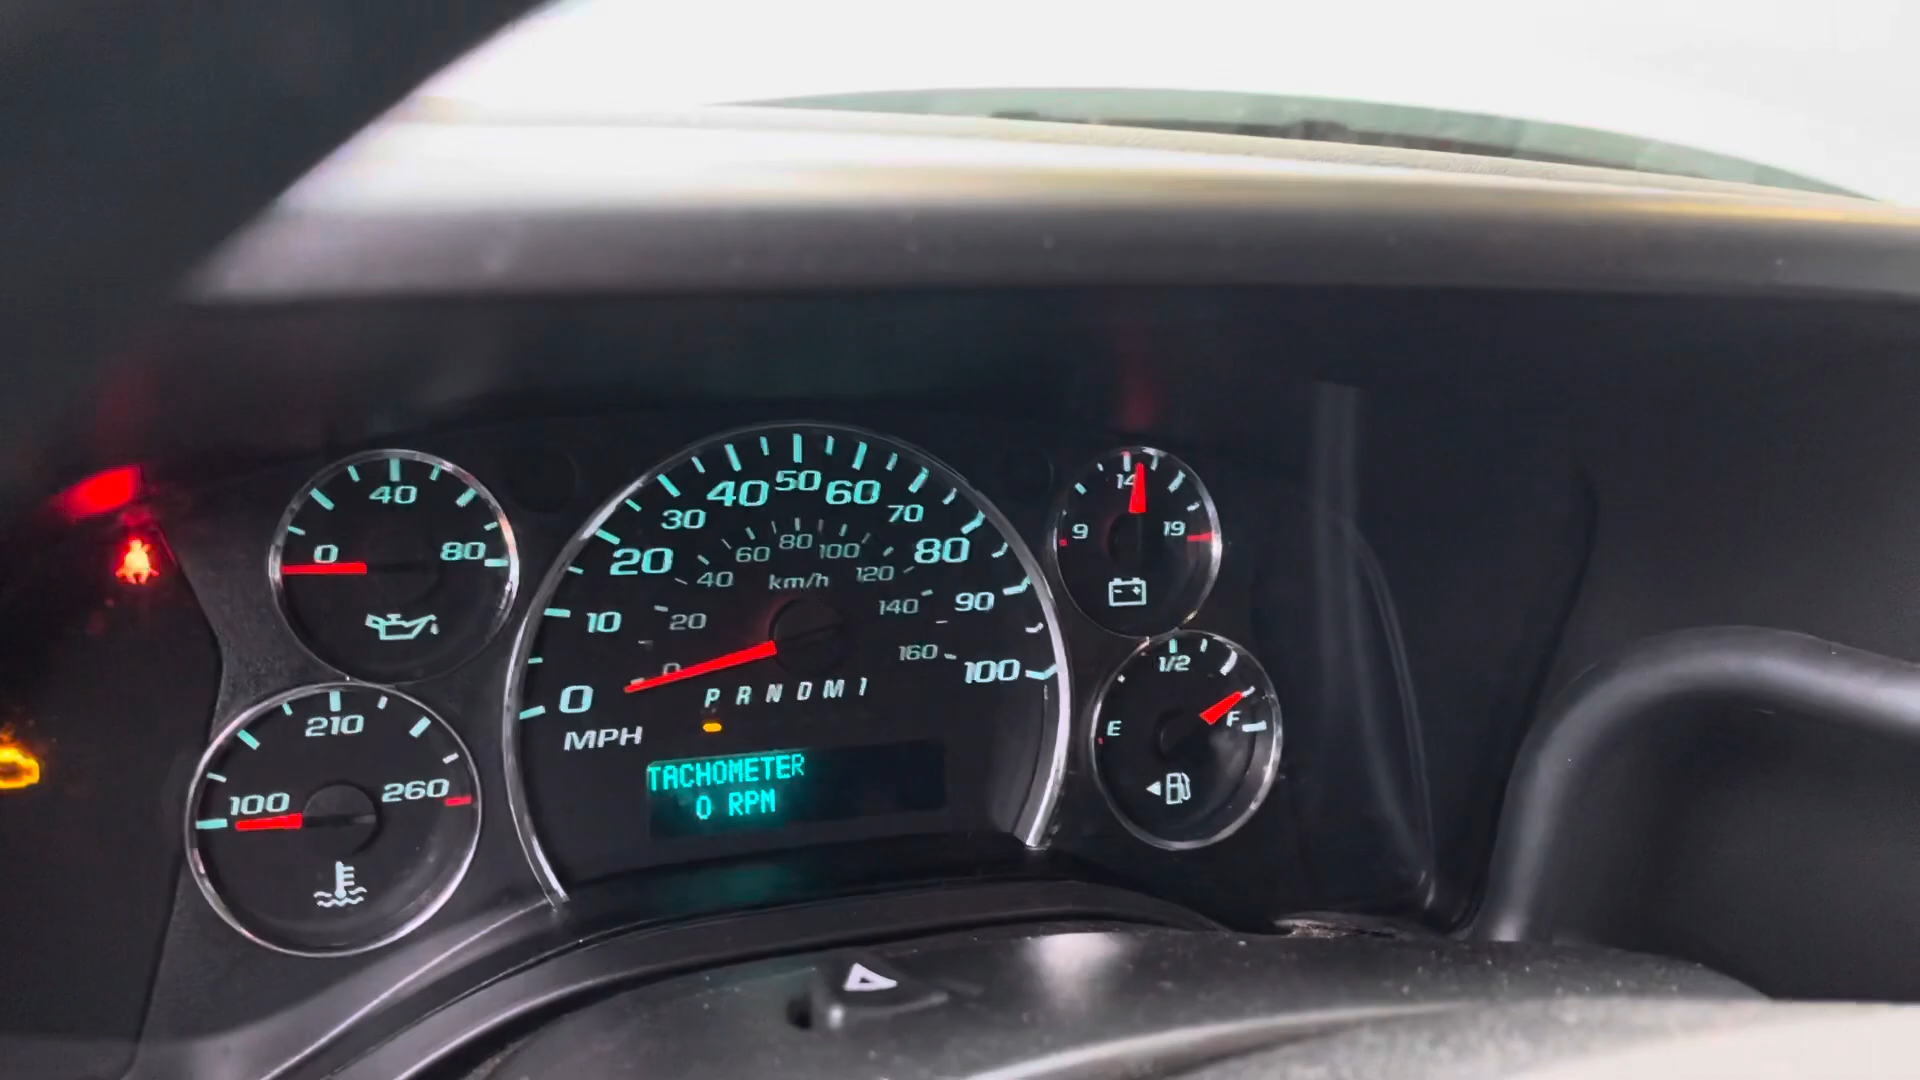 0 40 80
100 210 260
0 10 20 30 40 50 60 70 80 90 100
0 20 40 60 80 100 120 140 160
km/h
MPH
P R N D M 1
TACHOMETER
0 RPM
9 14 19
E 1/2 F